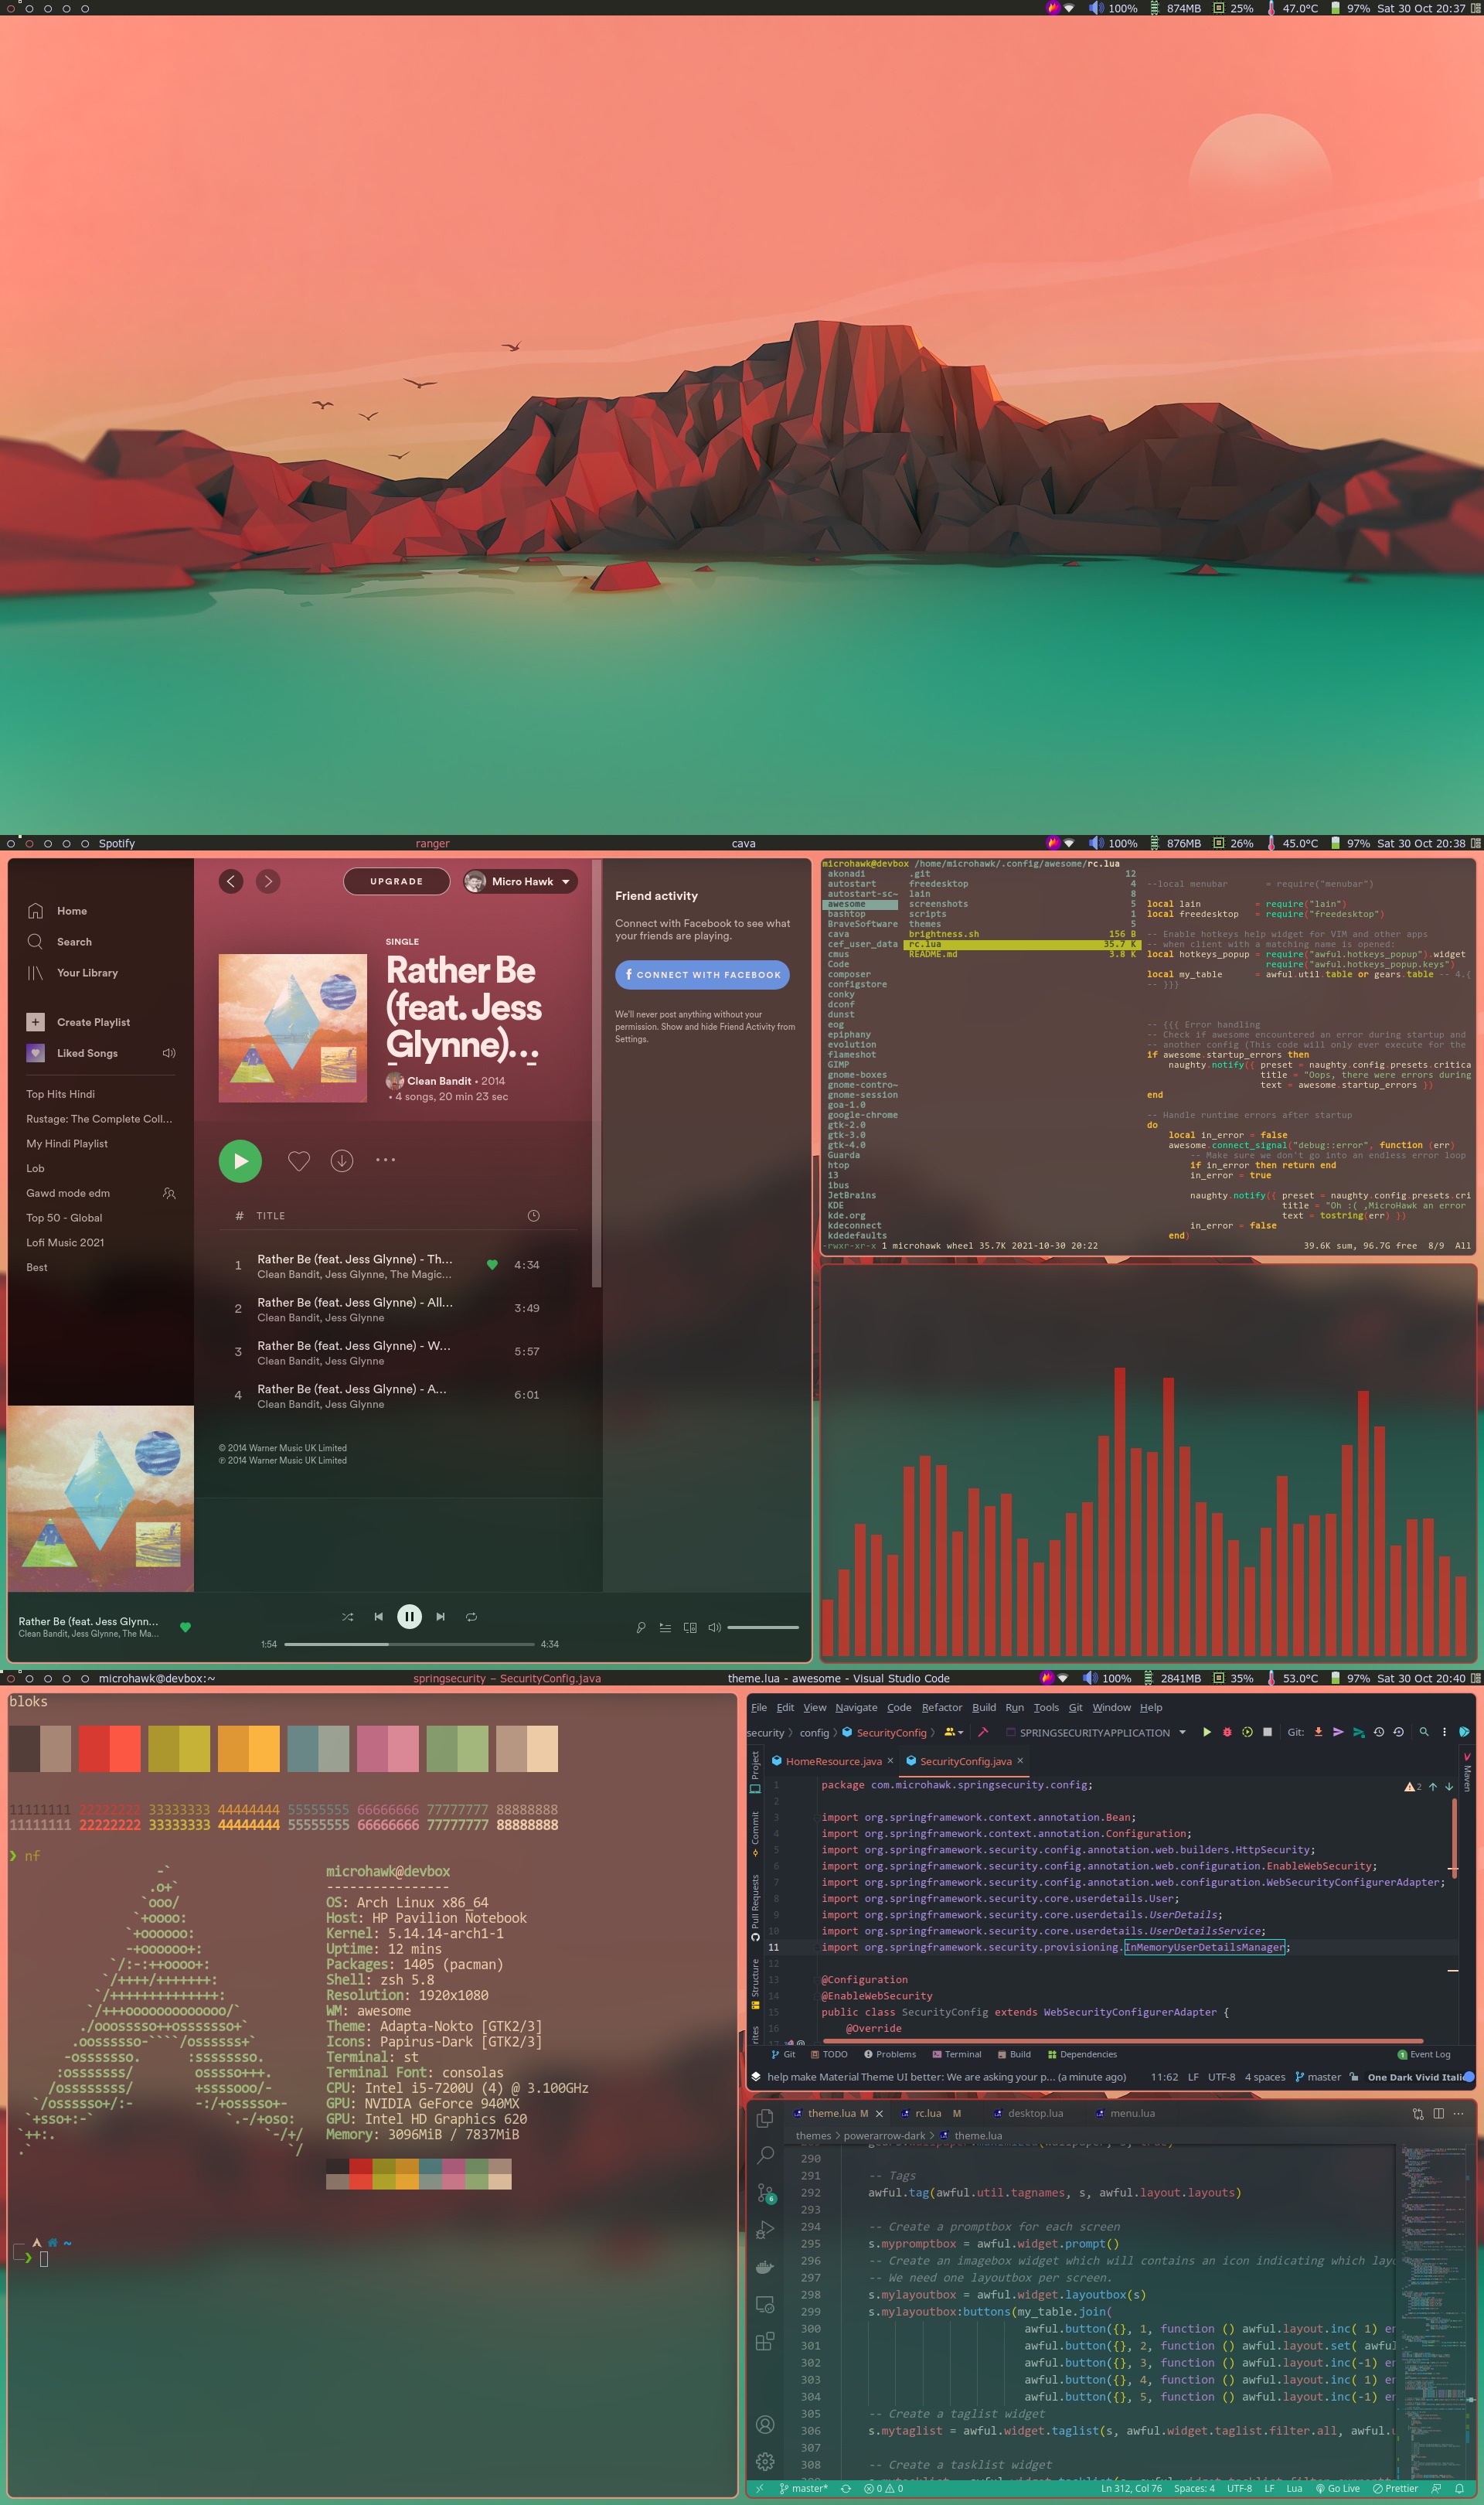 100% 874MB 25% 47.0°C 97% Sat 30 Oct 20:37
Spotify ranger cava 100% 876MB 26% 45.0°C 97% Sat 30 Oct 20:38
Home
Search
Your Library
Create Playlist
Liked Songs
Top Hits Hindi
Rustage: The Complete Coll...
My Hindi Playlist
Lob
Gawd mode edm
Top 50 - Global
Lofi Music 2021
Best
UPGRADE
Micro Hawk
SINGLE
Rather Be
(feat. Jess
Glynne)...
Clean Bandit • 2014
• 4 songs, 20 min 23 sec
# TITLE
1 Rather Be (feat. Jess Glynne) - Th... 4:34
Clean Bandit, Jess Glynne, The Magic...
2 Rather Be (feat. Jess Glynne) - All... 3:49
Clean Bandit, Jess Glynne
3 Rather Be (feat. Jess Glynne) - W... 5:57
Clean Bandit, Jess Glynne
4 Rather Be (feat. Jess Glynne) - A... 6:01
Clean Bandit, Jess Glynne
© 2014 Warner Music UK Limited
℗ 2014 Warner Music UK Limited
Friend activity
Connect with Facebook to see what
your friends are playing.
f CONNECT WITH FACEBOOK
We'll never post anything without your
permission. Show and hide Friend Activity from
Settings.
Rather Be (feat. Jess Glynn...
Clean Bandit, Jess Glynne, The Ma...
1:54 4:34
microhawk@devbox /home/microhawk/.config/awesome/rc.lua
akonadi
autostart
autostart-sc~
awesome
bashtop
BraveSoftware
cava
cef_user_data
cmus
Code
composer
configstore
conky
dconf
dunst
eog
epiphany
evolution
flameshot
GIMP
gnome-boxes
gnome-contro~
gnome-session
goa-1.0
google-chrome
gtk-2.0
gtk-3.0
gtk-4.0
Guarda
htop
i3
ibus
JetBrains
KDE
kde.org
kdeconnect
kdedefaults
.git 12
freedesktop 4
lain 8
screenshots 5
scripts 1
themes 5
brightness.sh 156 B
rc.lua 35.7 K
README.md 3.8 K
--local menubar = require("menubar")
local lain = require("lain")
local freedesktop = require("freedesktop")
-- Enable hotkeys help widget for VIM and other apps
-- when client with a matching name is opened:
local hotkeys_popup = require("awful.hotkeys_popup").widget
require("awful.hotkeys_popup.keys")
local my_table = awful.util.table or gears.table -- 4.{
-- }}}
-- {{{ Error handling
-- Check if awesome encountered an error during startup and
-- another config (This code will only ever execute for the
if awesome.startup_errors then
naughty.notify({ preset = naughty.config.presets.critica
title = "Oops, there were errors during
text = awesome.startup_errors })
end
-- Handle runtime errors after startup
do
local in_error = false
awesome.connect_signal("debug::error", function (err)
-- Make sure we don't go into an endless error loop
if in_error then return end
in_error = true
naughty.notify({ preset = naughty.config.presets.cri
title = "Oh :( ,MicroHawk an error
text = tostring(err) })
in_error = false
end)
-rwxr-xr-x 1 microhawk wheel 35.7K 2021-10-30 20:22 39.6K sum, 96.7G free 8/9 All
microhawk@devbox:~ springsecurity – SecurityConfig.java theme.lua - awesome - Visual Studio Code 100% 2841MB 35% 53.0°C 97% Sat 30 Oct 20:40
bloks
11111111 22222222 33333333 44444444 55555555 66666666 77777777 88888888
11111111 22222222 33333333 44444444 55555555 66666666 77777777 88888888
❯ nf
microhawk@devbox
----------------
OS: Arch Linux x86_64
Host: HP Pavilion Notebook
Kernel: 5.14.14-arch1-1
Uptime: 12 mins
Packages: 1405 (pacman)
Shell: zsh 5.8
Resolution: 1920x1080
WM: awesome
Theme: Adapta-Nokto [GTK2/3]
Icons: Papirus-Dark [GTK2/3]
Terminal: st
Terminal Font: consolas
CPU: Intel i5-7200U (4) @ 3.100GHz
GPU: NVIDIA GeForce 940MX
GPU: Intel HD Graphics 620
Memory: 3096MiB / 7837MiB
~
❯
File Edit View Navigate Code Refactor Build Run Tools Git Window Help
security 〉 config 〉 SecurityConfig 〉 SPRINGSECURITYAPPLICATION Git:
HomeResource.java × SecurityConfig.java ×
Project
Commit
Pull Requests
Structure
Maven
2
1 package com.microhawk.springsecurity.config;
2
3 import org.springframework.context.annotation.Bean;
4 import org.springframework.context.annotation.Configuration;
5 import org.springframework.security.config.annotation.web.builders.HttpSecurity;
6 import org.springframework.security.config.annotation.web.configuration.EnableWebSecurity;
7 import org.springframework.security.config.annotation.web.configuration.WebSecurityConfigurerAdapter;
8 import org.springframework.security.core.userdetails.User;
9 import org.springframework.security.core.userdetails.UserDetails;
10 import org.springframework.security.core.userdetails.UserDetailsService;
11 import org.springframework.security.provisioning.InMemoryUserDetailsManager;
12
13 @Configuration
14 @EnableWebSecurity
15 public class SecurityConfig extends WebSecurityConfigurerAdapter {
16 @Override
Git TODO Problems Terminal Build Dependencies 1 Event Log
help make Material Theme UI better: We are asking your p... (a minute ago) 11:62 LF UTF-8 4 spaces master One Dark Vivid Itali
theme.lua M × rc.lua M desktop.lua menu.lua
themes 〉 powerarrow-dark 〉 theme.lua
6
290
291 -- Tags
292 awful.tag(awful.util.tagnames, s, awful.layout.layouts)
293
294 -- Create a promptbox for each screen
295 s.mypromptbox = awful.widget.prompt()
296 -- Create an imagebox widget which will contains an icon indicating which layo
297 -- We need one layoutbox per screen.
298 s.mylayoutbox = awful.widget.layoutbox(s)
299 s.mylayoutbox:buttons(my_table.join(
300 awful.button({}, 1, function () awful.layout.inc( 1) en
301 awful.button({}, 2, function () awful.layout.set( awful
302 awful.button({}, 3, function () awful.layout.inc(-1) en
303 awful.button({}, 4, function () awful.layout.inc( 1) en
304 awful.button({}, 5, function () awful.layout.inc(-1) en
305 -- Create a taglist widget
306 s.mytaglist = awful.widget.taglist(s, awful.widget.taglist.filter.all, awful.u
307
308 -- Create a tasklist widget
master* 0 0 Ln 312, Col 76 Spaces: 4 UTF-8 LF Lua Go Live Prettier